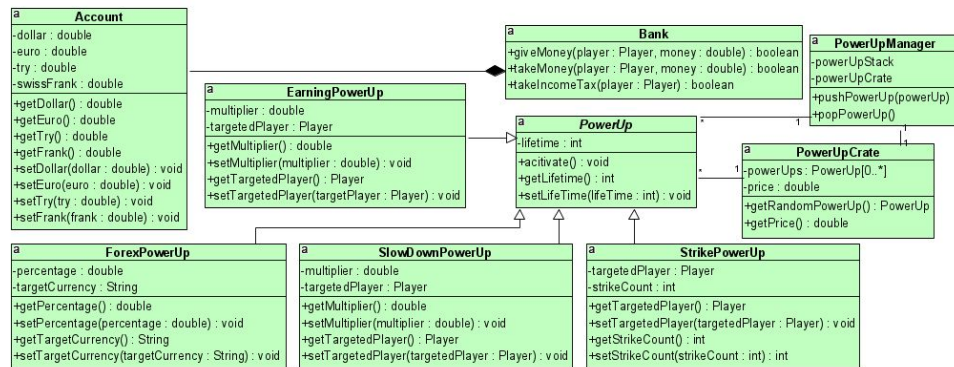 a
Account
-dollar : double
-euro : double
-try : double
-swissFrank : double
+getDollar() : double
+getEuro() : double
+getTry() : double
+getFrank() : double
+setDollar(dollar : double) : void
+setEuro(euro : double) : void
+setTry(try : double) : void
+setFrank(frank : double) : void
a
Bank
+giveMoney(player : Player, money : double) : boolean
+takeMoney(player : Player, money : double) : boolean
+takeIncomeTax(player : Player) : boolean
a
PowerUpManager
-powerUpStack
-powerUpCrate
+pushPowerUp(powerUp)
+popPowerUp()
a
EarningPowerUp
-multiplier : double
-targetedPlayer : Player
+getMultiplier() : double
+setMultiplier(multiplier : double) : void
+getTargetedPlayer() : Player
+setTargetedPlayer(targetPlayer : Player) : void
a
PowerUp
-lifetime : int
+acitivate() : void
+getLifetime() : int
+setLifeTime(lifeTime : int) : void
*
1
1
1
*
1
a
PowerUpCrate
-powerUps : PowerUp[0..*]
-price : double
+getRandomPowerUp() : PowerUp
+getPrice() : double
a
ForexPowerUp
-percentage : double
-targetCurrency : String
+getPercentage() : double
+setPercentage(percentage : double) : void
+getTargetCurrency() : String
+setTargetCurrency(targetCurrency : String) : void
a
SlowDownPowerUp
-multiplier : double
-targetedPlayer : Player
+getMultiplier() : double
+setMultiplier(multiplier : double) : void
+getTargetedPlayer() : Player
+setTargetedPlayer(targetedPlayer : Player) : void
a
StrikePowerUp
-targetedPlayer : Player
-strikeCount : int
+getTargetedPlayer() : Player
+setTargetedPlayer(targetedPlayer : Player) : void
+getStrikeCount() : int
+setStrikeCount(strikeCount : int) : int